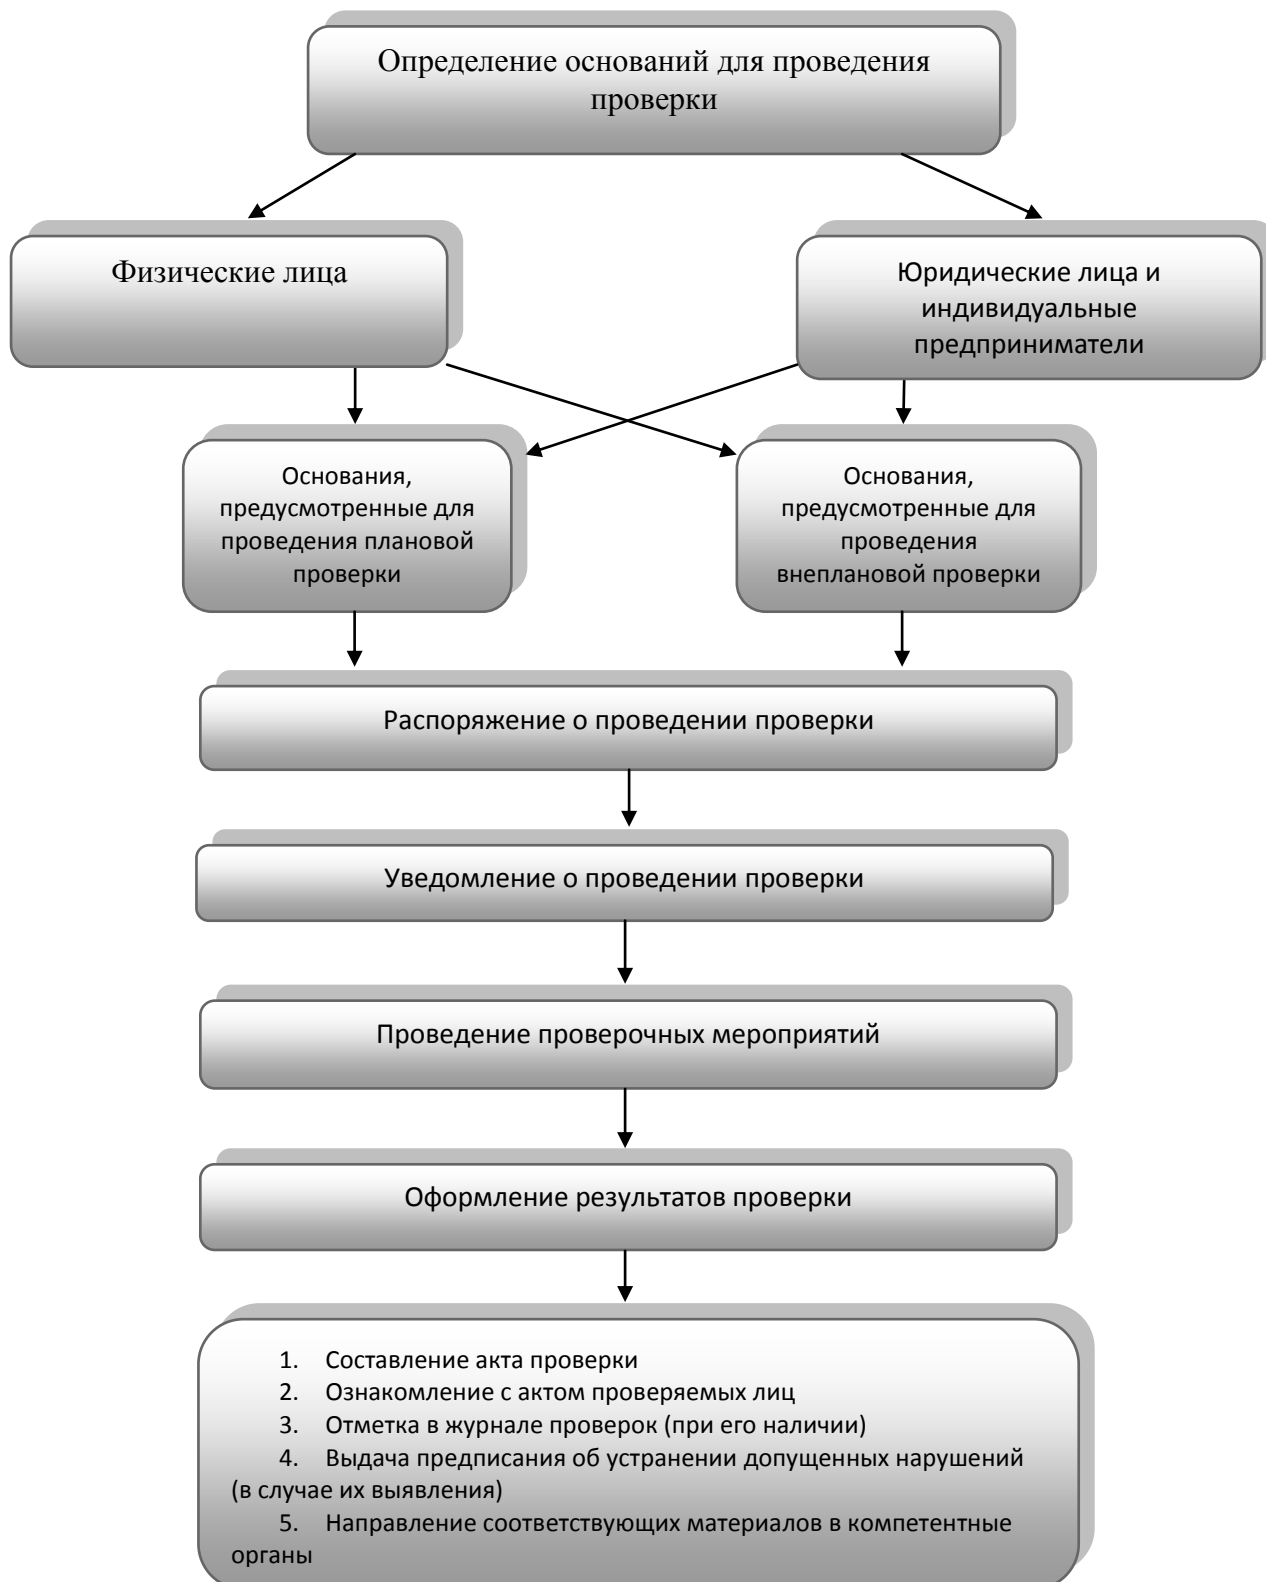 Определение оснований для проведения
проверки
Физические лица
Юридические лица и
индивидуальные
предприниматели
Основания,
предусмотренные для
проведения плановой
проверки
Основания,
предусмотренные для
проведения
внеплановой проверки
Распоряжение о проведении проверки
Уведомление о проведении проверки
Проведение проверочных мероприятий
Оформление результатов проверки
1. Составление акта проверки
2. Ознакомление с актом проверяемых лиц
3. Отметка в журнале проверок (при его наличии)
4. Выдача предписания об устранении допущенных нарушений
(в случае их выявления)
5. Направление соответствующих материалов в компетентные
органы